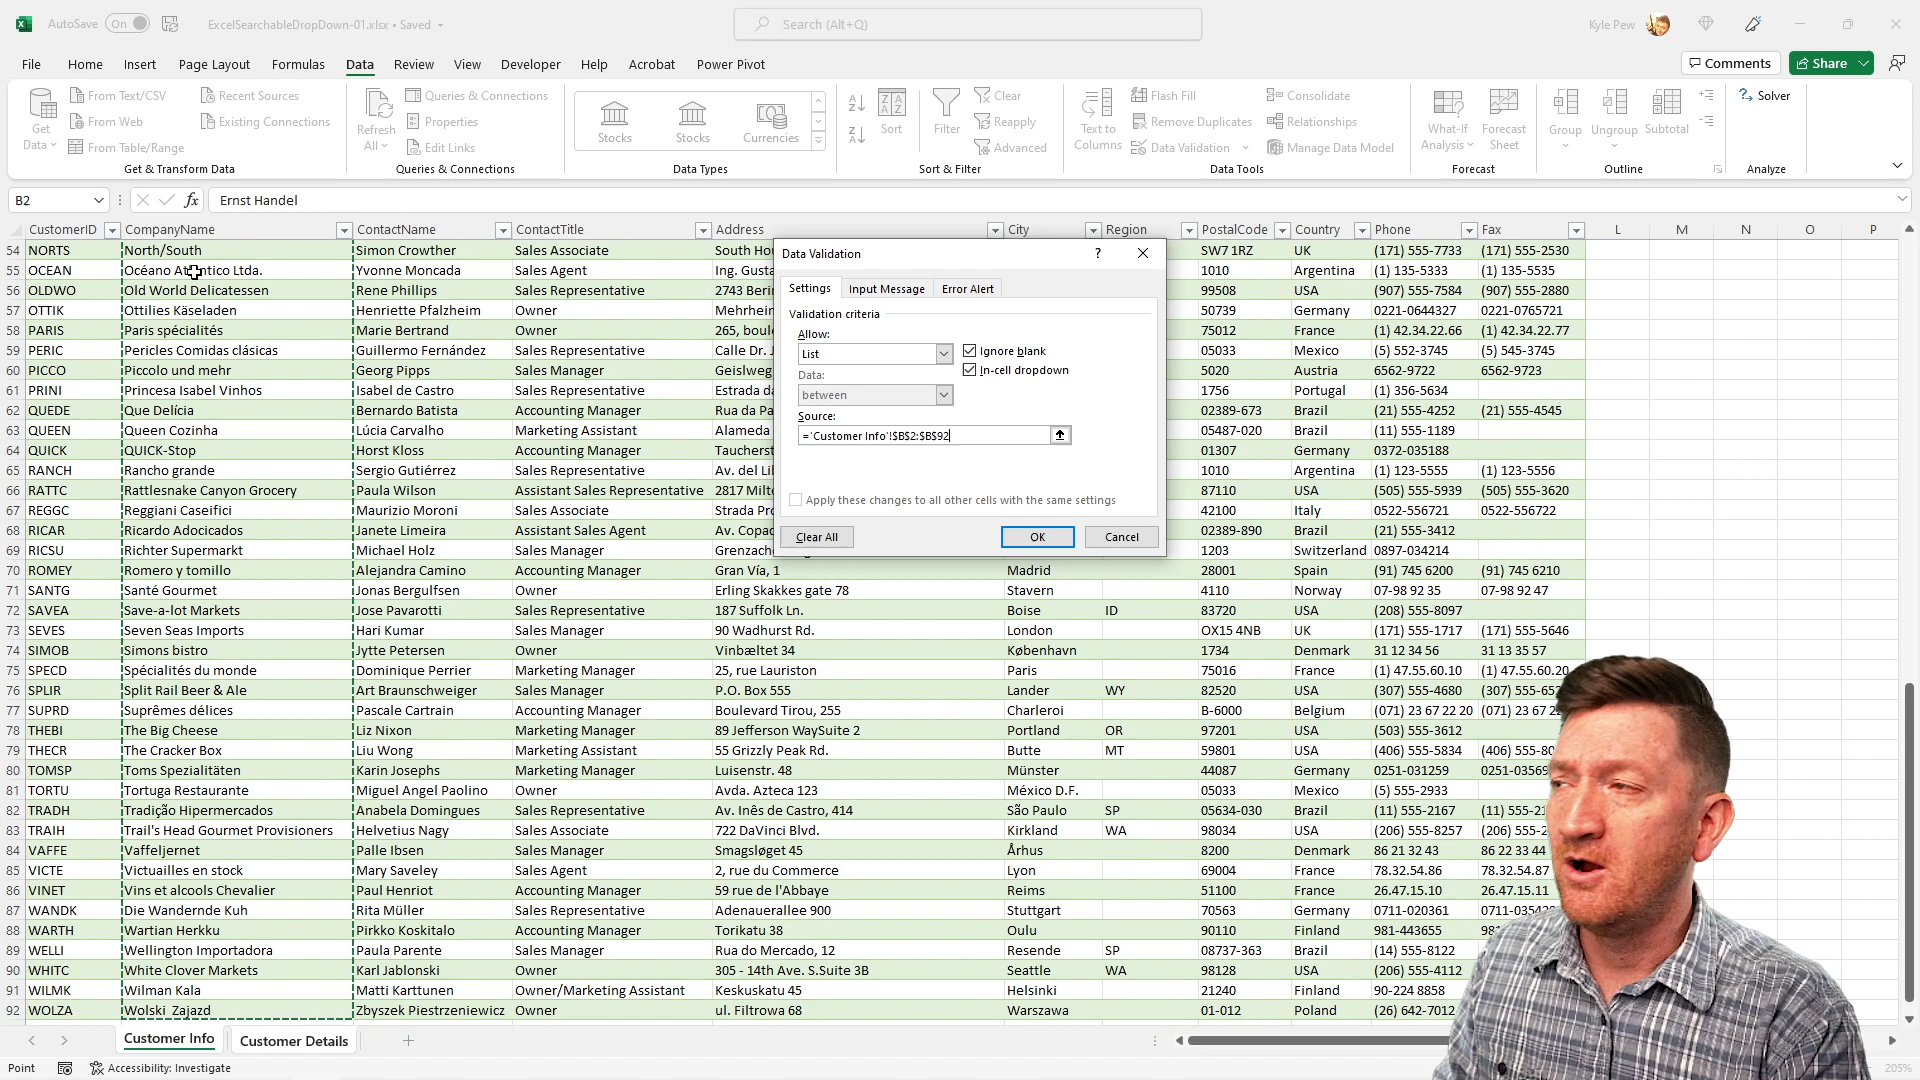 AutoSave On ExcelSearchableDropDown-01.xlsx • Saved Search (Alt+Q) Kyle Pew
File Home Insert Page Layout Formulas Data Review View Developer Help Acrobat Power Pivot Comments Share
From Text/CSV Recent Sources Queries & Connections Clear Flash Fill Consolidate Solver
Get Data From Web Existing Connections Refresh All Properties Stocks Stocks Currencies Sort Filter Reapply Text to Columns Remove Duplicates Relationships What-If Analysis Forecast Sheet Group Ungroup Subtotal
From Table/Range Edit Links Advanced Data Validation Manage Data Model
Get & Transform Data Queries & Connections Data Types Sort & Filter Data Tools Forecast Outline Analyze
B2 fx Ernst Handel
CustomerID CompanyName ContactName ContactTitle Address City Region PostalCode Country Phone Fax L M N O P
54 NORTS North/South Simon Crowther Sales Associate SW7 1RZ UK (171) 555-7733 (171) 555-2530
55 OCEAN Océano Atlántico Ltda. Yvonne Moncada Sales Agent 1010 Argentina (1) 135-5333 (1) 135-5535
56 OLDWO Old World Delicatessen Rene Phillips Sales Representative 2743 99508 USA (907) 555-7584 (907) 555-2880
57 OTTIK Ottilies Käseladen Henriette Pfalzheim Owner 50739 Germany 0221-0644327 0221-0765721
58 PARIS Paris spécialités Marie Bertrand Owner 265, 75012 France (1) 42.34.22.66 (1) 42.34.22.77
59 PERIC Pericles Comidas clásicas Guillermo Fernández Sales Representative Calle Dr. 05033 Mexico (5) 552-3745 (5) 545-3745
60 PICCO Piccolo und mehr Georg Pipps Sales Manager Geislweg 5020 Austria 6562-9722 6562-9723
61 PRINI Princesa Isabel Vinhos Isabel de Castro Sales Representative Estrada 1756 Portugal (1) 356-5634
62 QUEDE Que Delícia Bernardo Batista Accounting Manager Rua da 02389-673 Brazil (21) 555-4252 (21) 555-4545
63 QUEEN Queen Cozinha Lúcia Carvalho Marketing Assistant Alameda 05487-020 Brazil (11) 555-1189
64 QUICK QUICK-Stop Horst Kloss Accounting Manager 01307 Germany 0372-035188
65 RANCH Rancho grande Sergio Gutiérrez Sales Representative Av. del 1010 Argentina (1) 123-5555 (1) 123-5556
66 RATTC Rattlesnake Canyon Grocery Paula Wilson Assistant Sales Representative 2817 87110 USA (505) 555-5939 (505) 555-3620
67 REGGC Reggiani Caseifici Maurizio Moroni Sales Associate Strada 42100 Italy 0522-556721 0522-556722
68 RICAR Ricardo Adocicados Janete Limeira Assistant Sales Agent Av. 02389-890 Brazil (21) 555-3412
69 RICSU Richter Supermarkt Michael Holz Sales Manager 1203 Switzerland 0897-034214
70 ROMEY Romero y tomillo Alejandra Camino Accounting Manager Gran Vía, 1 Madrid 28001 Spain (91) 745 6200 (91) 745 6210
71 SANTG Santé Gourmet Jonas Bergulfsen Owner Erling Skakkes gate 78 Stavern 4110 Norway 07-98 92 35 07-98 92 47
72 SAVEA Save-a-lot Markets Jose Pavarotti Sales Representative 187 Suffolk Ln. Boise ID 83720 USA (208) 555-8097
73 SEVES Seven Seas Imports Hari Kumar Sales Manager 90 Wadhurst Rd. London OX15 4NB UK (171) 555-1717 (171) 555-5646
74 SIMOB Simons bistro Jytte Petersen Owner Vinbæltet 34 København 1734 Denmark 31 12 34 56 31 13 35 57
75 SPECD Spécialités du monde Dominique Perrier Marketing Manager 25, rue Lauriston Paris 75016 France (1) 47.55.60.10 (1) 47.55.60.20
76 SPLIR Split Rail Beer & Ale Art Braunschweiger Sales Manager P.O. Box 555 Lander WY 82520 USA (307) 555-4680 (307)
77 SUPRD Suprêmes délices Pascale Cartrain Accounting Manager Boulevard Tirou, 255 Charleroi B-6000 Belgium (071) 23 67 22 20 (071) 23 67
78 THEBI The Big Cheese Liz Nixon Marketing Manager 89 Jefferson WaySuite 2 Portland OR 97201 USA (503) 555-3612
79 THECR The Cracker Box Liu Wong Marketing Assistant 55 Grizzly Peak Rd. Butte MT 59801 USA (406) 555-5834 (406)
80 TOMSP Toms Spezialitäten Karin Josephs Marketing Manager Luisenstr. 48 Münster 44087 Germany 0251-031259
81 TORTU Tortuga Restaurante Miguel Angel Paolino Owner Avda. Azteca 123 México D.F. 05033 Mexico (5) 555-2933
82 TRADH Tradição Hipermercados Anabela Domingues Sales Representative Av. Inês de Castro, 414 São Paulo SP 05634-030 Brazil (11) 555-2167 (11)
83 TRAIH Trail's Head Gourmet Provisioners Helvetius Nagy Sales Associate 722 DaVinci Blvd. Kirkland WA 98034 USA (206) 555-8257 (206)
84 VAFFE Vaffeljernet Palle Ibsen Sales Manager Smagsløget 45 Århus 8200 Denmark 86 21 32 43 86 22 33 44
85 VICTE Victuailles en stock Mary Saveley Sales Agent 2, rue du Commerce Lyon 69004 France 78.32.54.86 78.32.54.87
86 VINET Vins et alcools Chevalier Paul Henriot Accounting Manager 59 rue de l'Abbaye Reims 51100 France 26.47.15.10 26.47.15.11
87 WANDK Die Wandernde Kuh Rita Müller Sales Representative Adenauerallee 900 Stuttgart 70563 Germany 0711-020361
88 WARTH Wartian Herkku Pirkko Koskitalo Accounting Manager Torikatu 38 Oulu 90110 Finland 981-443655
89 WELLI Wellington Importadora Paula Parente Sales Manager Rua do Mercado, 12 Resende SP 08737-363 Brazil (14) 555-8122
90 WHITC White Clover Markets Karl Jablonski Owner 305 - 14th Ave. S.Suite 3B Seattle WA 98128 USA (206) 555-4112
91 WILMK Wilman Kala Matti Karttunen Owner/Marketing Assistant Keskuskatu 45 Helsinki 21240 Finland 90-224 8858
92 WOLZA Wolski Zajazd Zbyszek Piestrzeniewicz Owner ul. Filtrowa 68 Warszawa 01-012 Poland (26) 642-7012
Data Validation ?
Settings Input Message Error Alert
Validation criteria
Allow:
List Ignore blank
Data: In-cell dropdown
between
Source:
='Customer Info'!$B$2:$B$92
Apply these changes to all other cells with the same settings
Clear All OK Cancel
Customer Info Customer Details
Point Accessibility: Investigate 205%